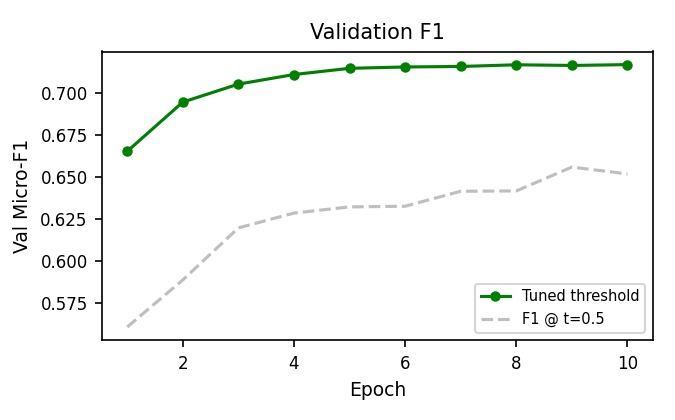 Validation F1
Val Micro-F1
0.700
0.675
0.650
0.625
0.600
0.575
2 4 6 8 10
Epoch
Tuned threshold
F1 @ t=0.5